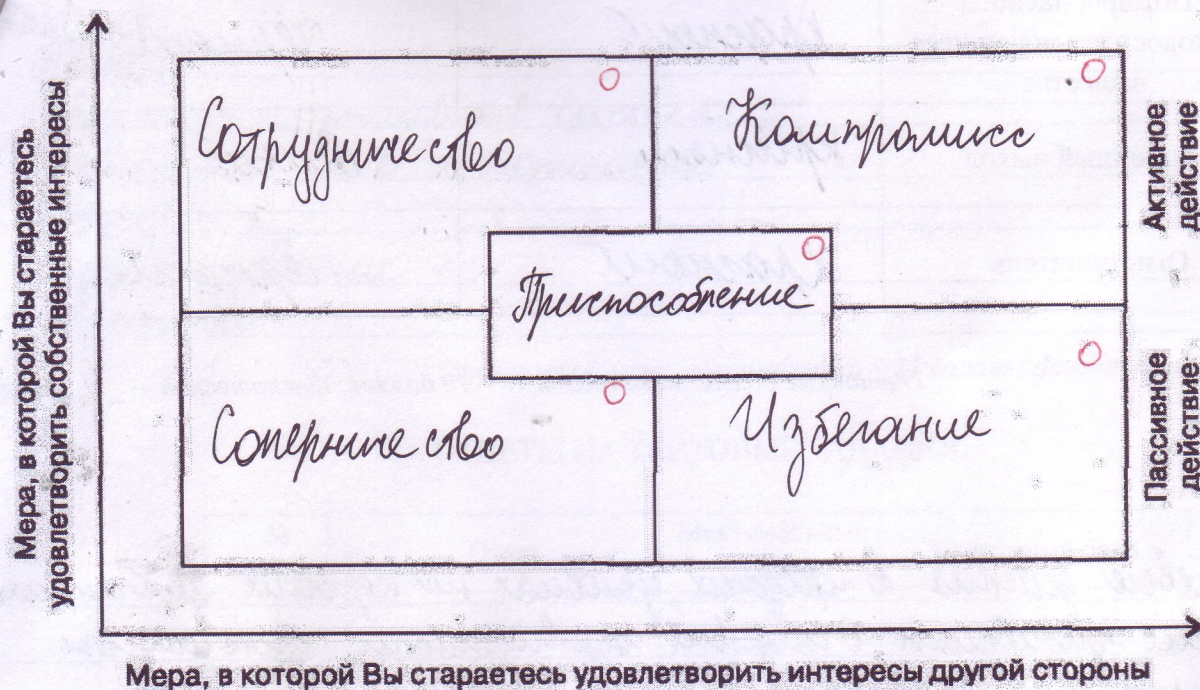 Мера, в которой Вы стараетесь
удовлетворить собственные интересы
Сотрудничество
Компромисс
Активное
действие
Приспособление
Соперничество
Избегание
Пассивное
действие
Мера, в которой Вы стараетесь удовлетворить интересы другой стороны